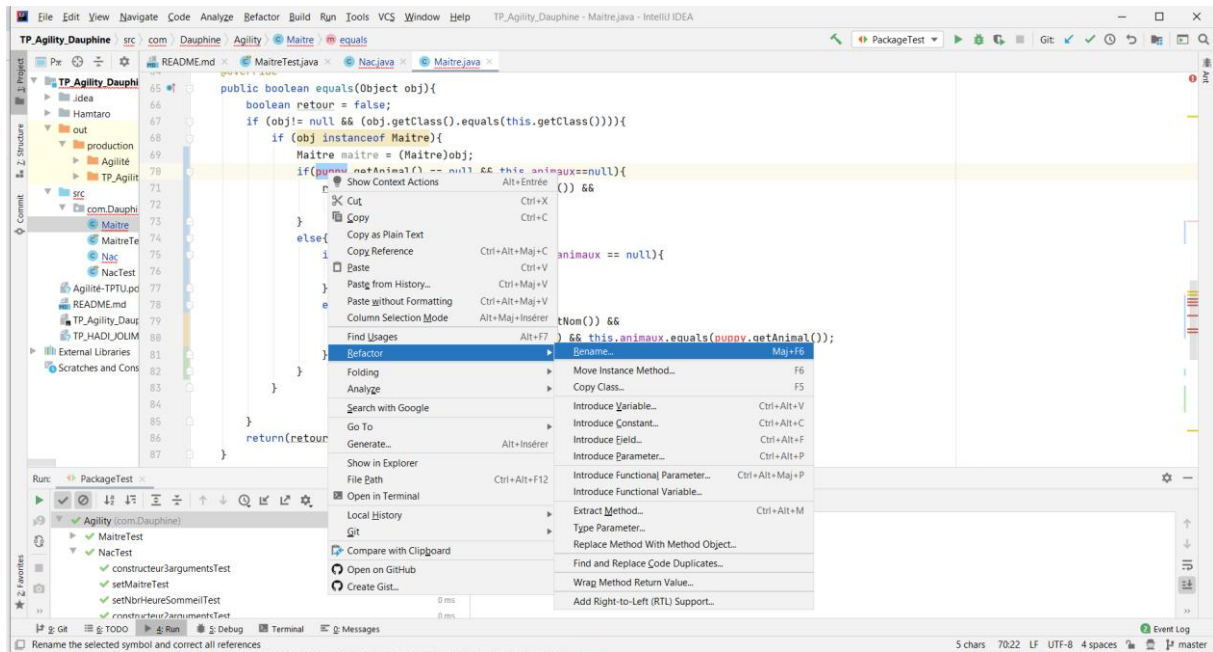 File Edit View Navigate Code Analyze Refactor Build Run Tools VCS Window Help TP_Agility_Dauphine - Maitre.java - IntelliJ IDEA
TP_Agility_Dauphine src com Dauphine Agility Maitre equals PackageTest Git:
README.md MaitreTest.java Nac.java Maitre.java
1: Project
Structure
Commit
2: Favorites
Ant
TP_Agility_Dauphi
.idea
Hamtaro
out
production
Agilité
TP_Agilit
src
com.Dauphi
Maitre
MaitreTe
Nac
NacTest
Agilité-TPTU.pd
README.md
TP_Agility_Daup
TP_HADI_JOLIM
External Libraries
Scratches and Cons
65 public boolean equals(Object obj){
66 boolean retour = false;
67 if (obj!= null && (obj.getClass().equals(this.getClass()))){
68 if (obj instanceof Maitre){
69 Maitre maitre = (Maitre)obj;
70 if(puppy.getAnimal() == null && this.animaux==null){
71 r ()) &&
72
73 }
74 else{
75 i animaux == null){
76
77 }
78 e
79 tNom()) &&
80 ) && this.animaux.equals(puppy.getAnimal());
81 }
82 }
83 }
84
85 }
86 return(retour
87 }
Show Context Actions Alt+Entrée
Cut Ctrl+X
Copy Ctrl+C
Copy as Plain Text
Copy Reference Ctrl+Alt+Maj+C
Paste Ctrl+V
Paste from History... Ctrl+Maj+V
Paste without Formatting Ctrl+Alt+Maj+V
Column Selection Mode Alt+Maj+Insérer
Find Usages Alt+F7
Refactor
Folding
Analyze
Search with Google
Go To
Generate... Alt+Insérer
Show in Explorer
File Path Ctrl+Alt+F12
Open in Terminal
Local History
Git
Compare with Clipboard
Open on GitHub
Create Gist...
Rename... Maj+F6
Move Instance Method... F6
Copy Class... F5
Introduce Variable... Ctrl+Alt+V
Introduce Constant... Ctrl+Alt+C
Introduce Field... Ctrl+Alt+F
Introduce Parameter... Ctrl+Alt+P
Introduce Functional Parameter... Ctrl+Alt+Maj+P
Introduce Functional Variable...
Extract Method... Ctrl+Alt+M
Type Parameter...
Replace Method With Method Object...
Find and Replace Code Duplicates...
Wrap Method Return Value...
Add Right-to-Left (RTL) Support...
Run: PackageTest
Agility (com.Dauphine)
MaitreTest
NacTest
constructeur3argumentsTest
setMaitreTest
setNbrHeureSommeilTest 0 ms
constructeur2argumentsTest 0 ms
9: Git 6: TODO 4: Run 5: Debug Terminal 0: Messages 2 Event Log
Rename the selected symbol and correct all references 5 chars 70:22 LF UTF-8 4 spaces master